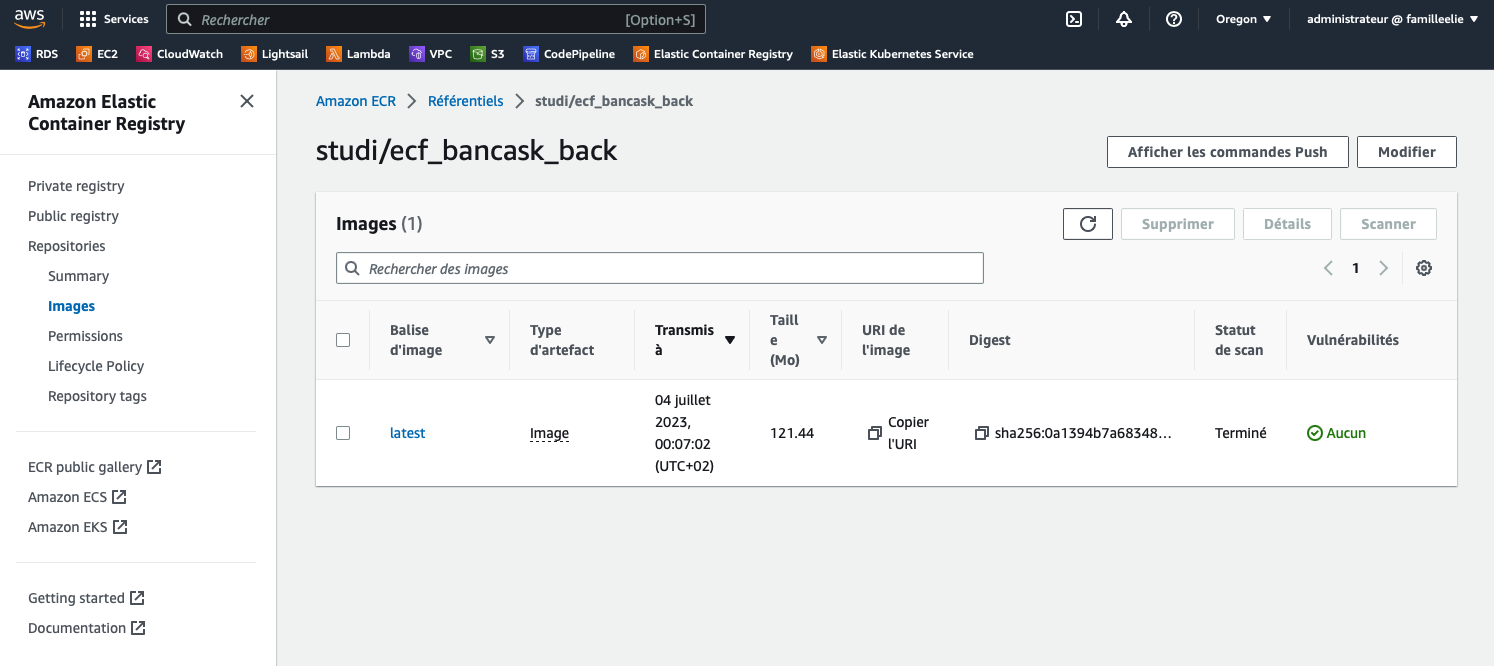 aws
Services
Rechercher
[Option+S]
Oregon ▼
administrateur @ familleelie ▼
RDS
EC2
CloudWatch
Lightsail
Lambda
VPC
S3
CodePipeline
Elastic Container Registry
Elastic Kubernetes Service
Amazon Elastic
Container Registry
Private registry
Public registry
Repositories
Summary
Images
Permissions
Lifecycle Policy
Repository tags
ECR public gallery
Amazon ECS
Amazon EKS
Getting started
Documentation
Amazon ECR > Référentiels > studi/ecf_bancask_back
studi/ecf_bancask_back
Afficher les commandes Push
Modifier
Images (1)
Supprimer
Détails
Scanner
Rechercher des images
1
Balise
d'image
Type
d'artefact
Transmis
à
Taill
e
(Mo)
URI de
l'image
Digest
Statut
de scan
Vulnérabilités
latest
Image
04 juillet
2023,
00:07:02
(UTC+02)
121.44
Copier
l'URI
sha256:0a1394b7a68348...
Terminé
Aucun